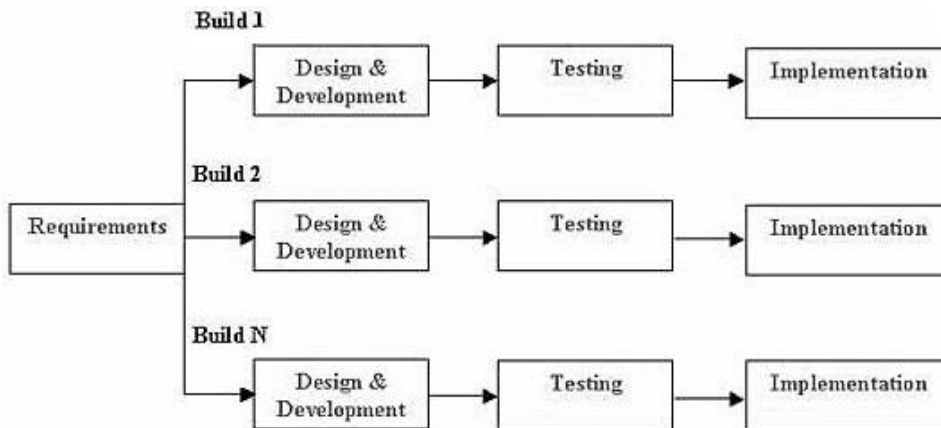 Build 1
Design &
Development
Testing
Implementation
Build 2
Requirements
Design &
Development
Testing
Implementation
Build N
Design &
Development
Testing
Implementation